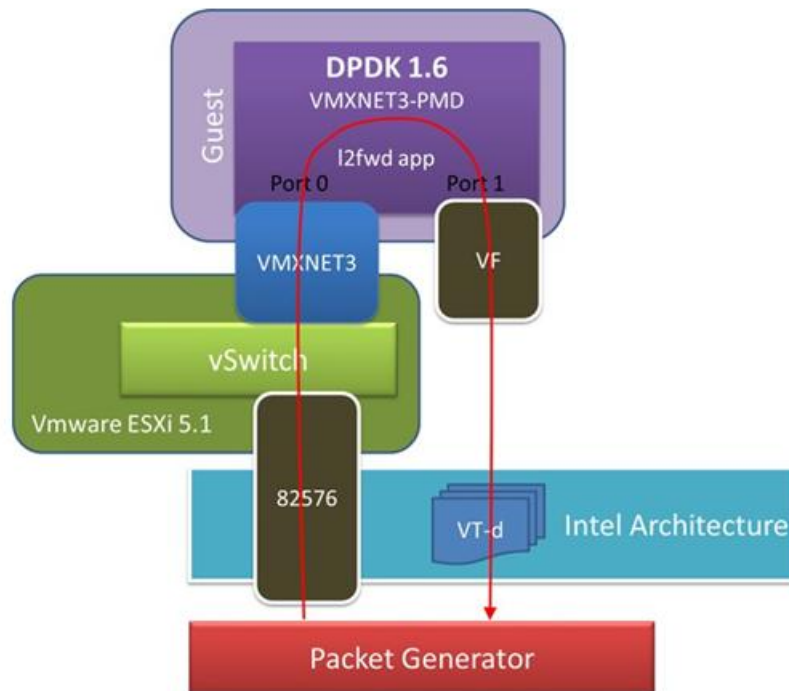 DPDK 1.6
VMXNET3-PMD
Guest
l2fwd app
Port 0
Port 1
VMXNET3
VF
vSwitch
Vmware ESXi 5.1
82576
VT-d
Intel Architecture
Packet Generator